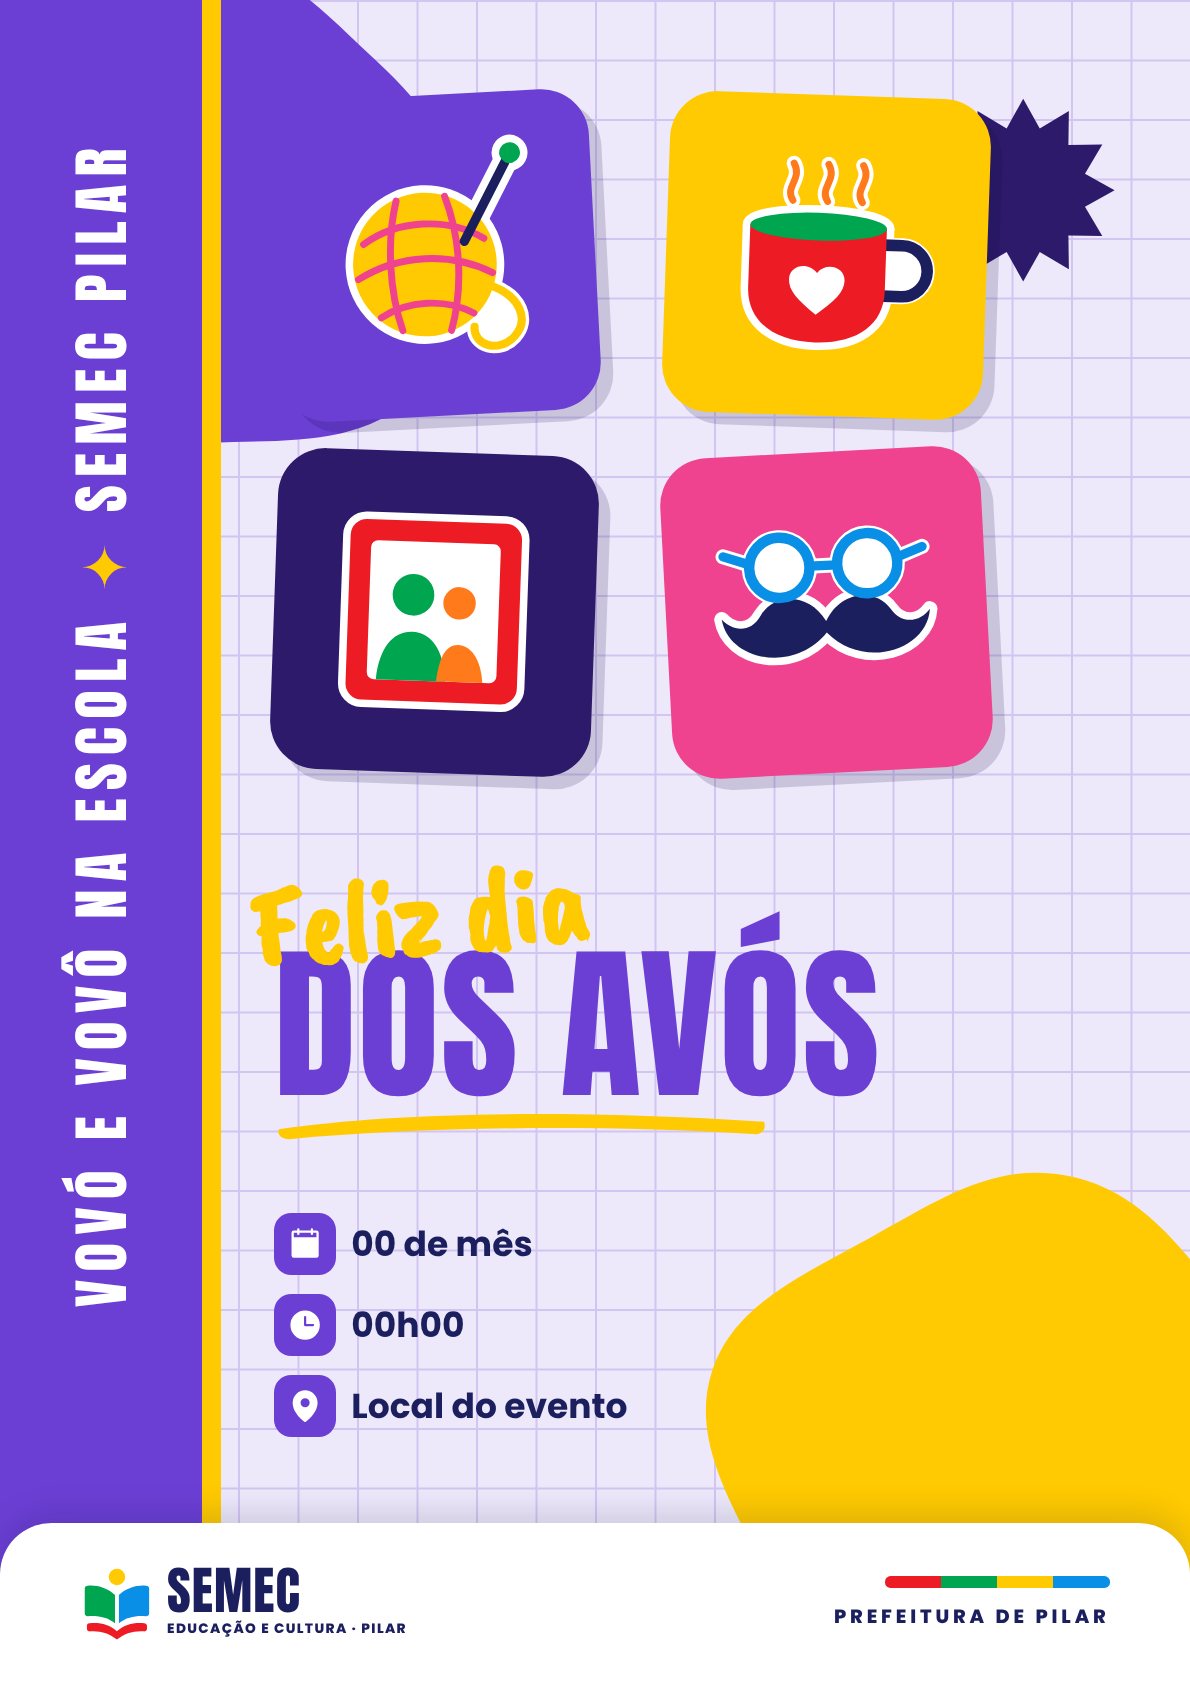 VOVÓ E VOVÔ NA ESCOLA ✦ SEMEC PILAR
Feliz dia
DOS AVÓS
00 de mês
00h00
Local do evento
SEMEC
EDUCAÇÃO E CULTURA · PILAR
PREFEITURA DE PILAR